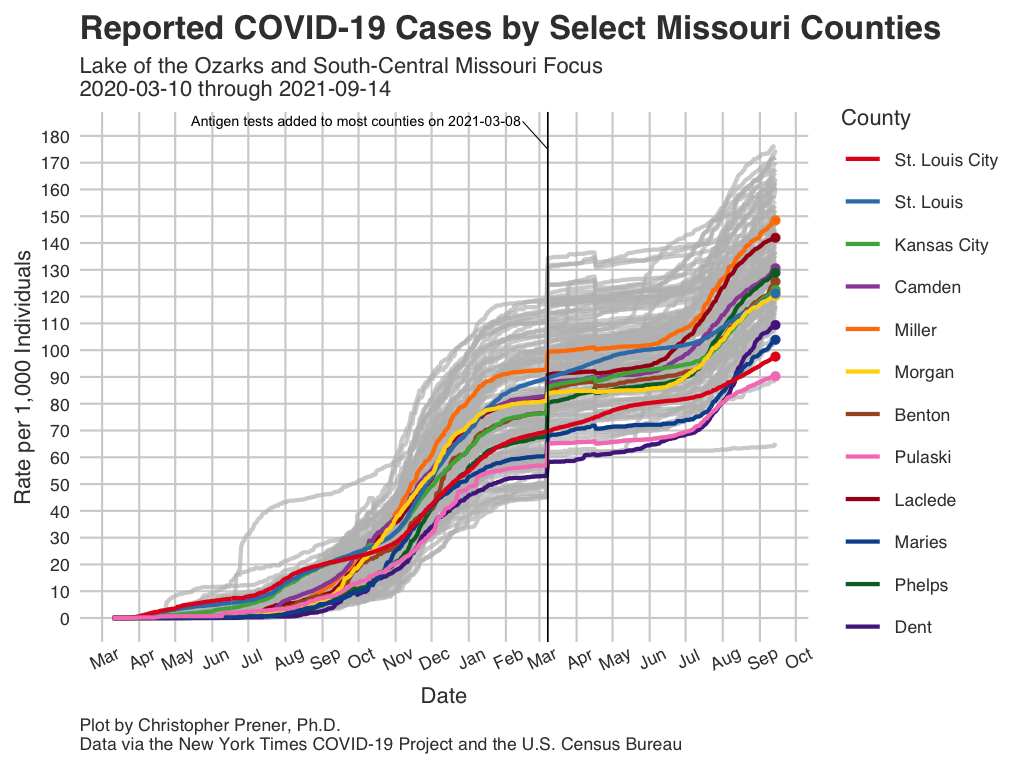 Reported COVID-19 Cases by Select Missouri Counties
Lake of the Ozarks and South-Central Missouri Focus
2020-03-10 through 2021-09-14
Antigen tests added to most counties on 2021-03-08
Rate per 1,000 Individuals
180
170
160
150
140
130
120
110
100
90
80
70
60
50
40
30
20
10
0
Mar Apr May Jun Jul Aug Sep Oct Nov Dec Jan Feb Mar Apr May Jun Jul Aug Sep Oct
Date
County
St. Louis City
St. Louis
Kansas City
Camden
Miller
Morgan
Benton
Pulaski
Laclede
Maries
Phelps
Dent
Plot by Christopher Prener, Ph.D.
Data via the New York Times COVID-19 Project and the U.S. Census Bureau